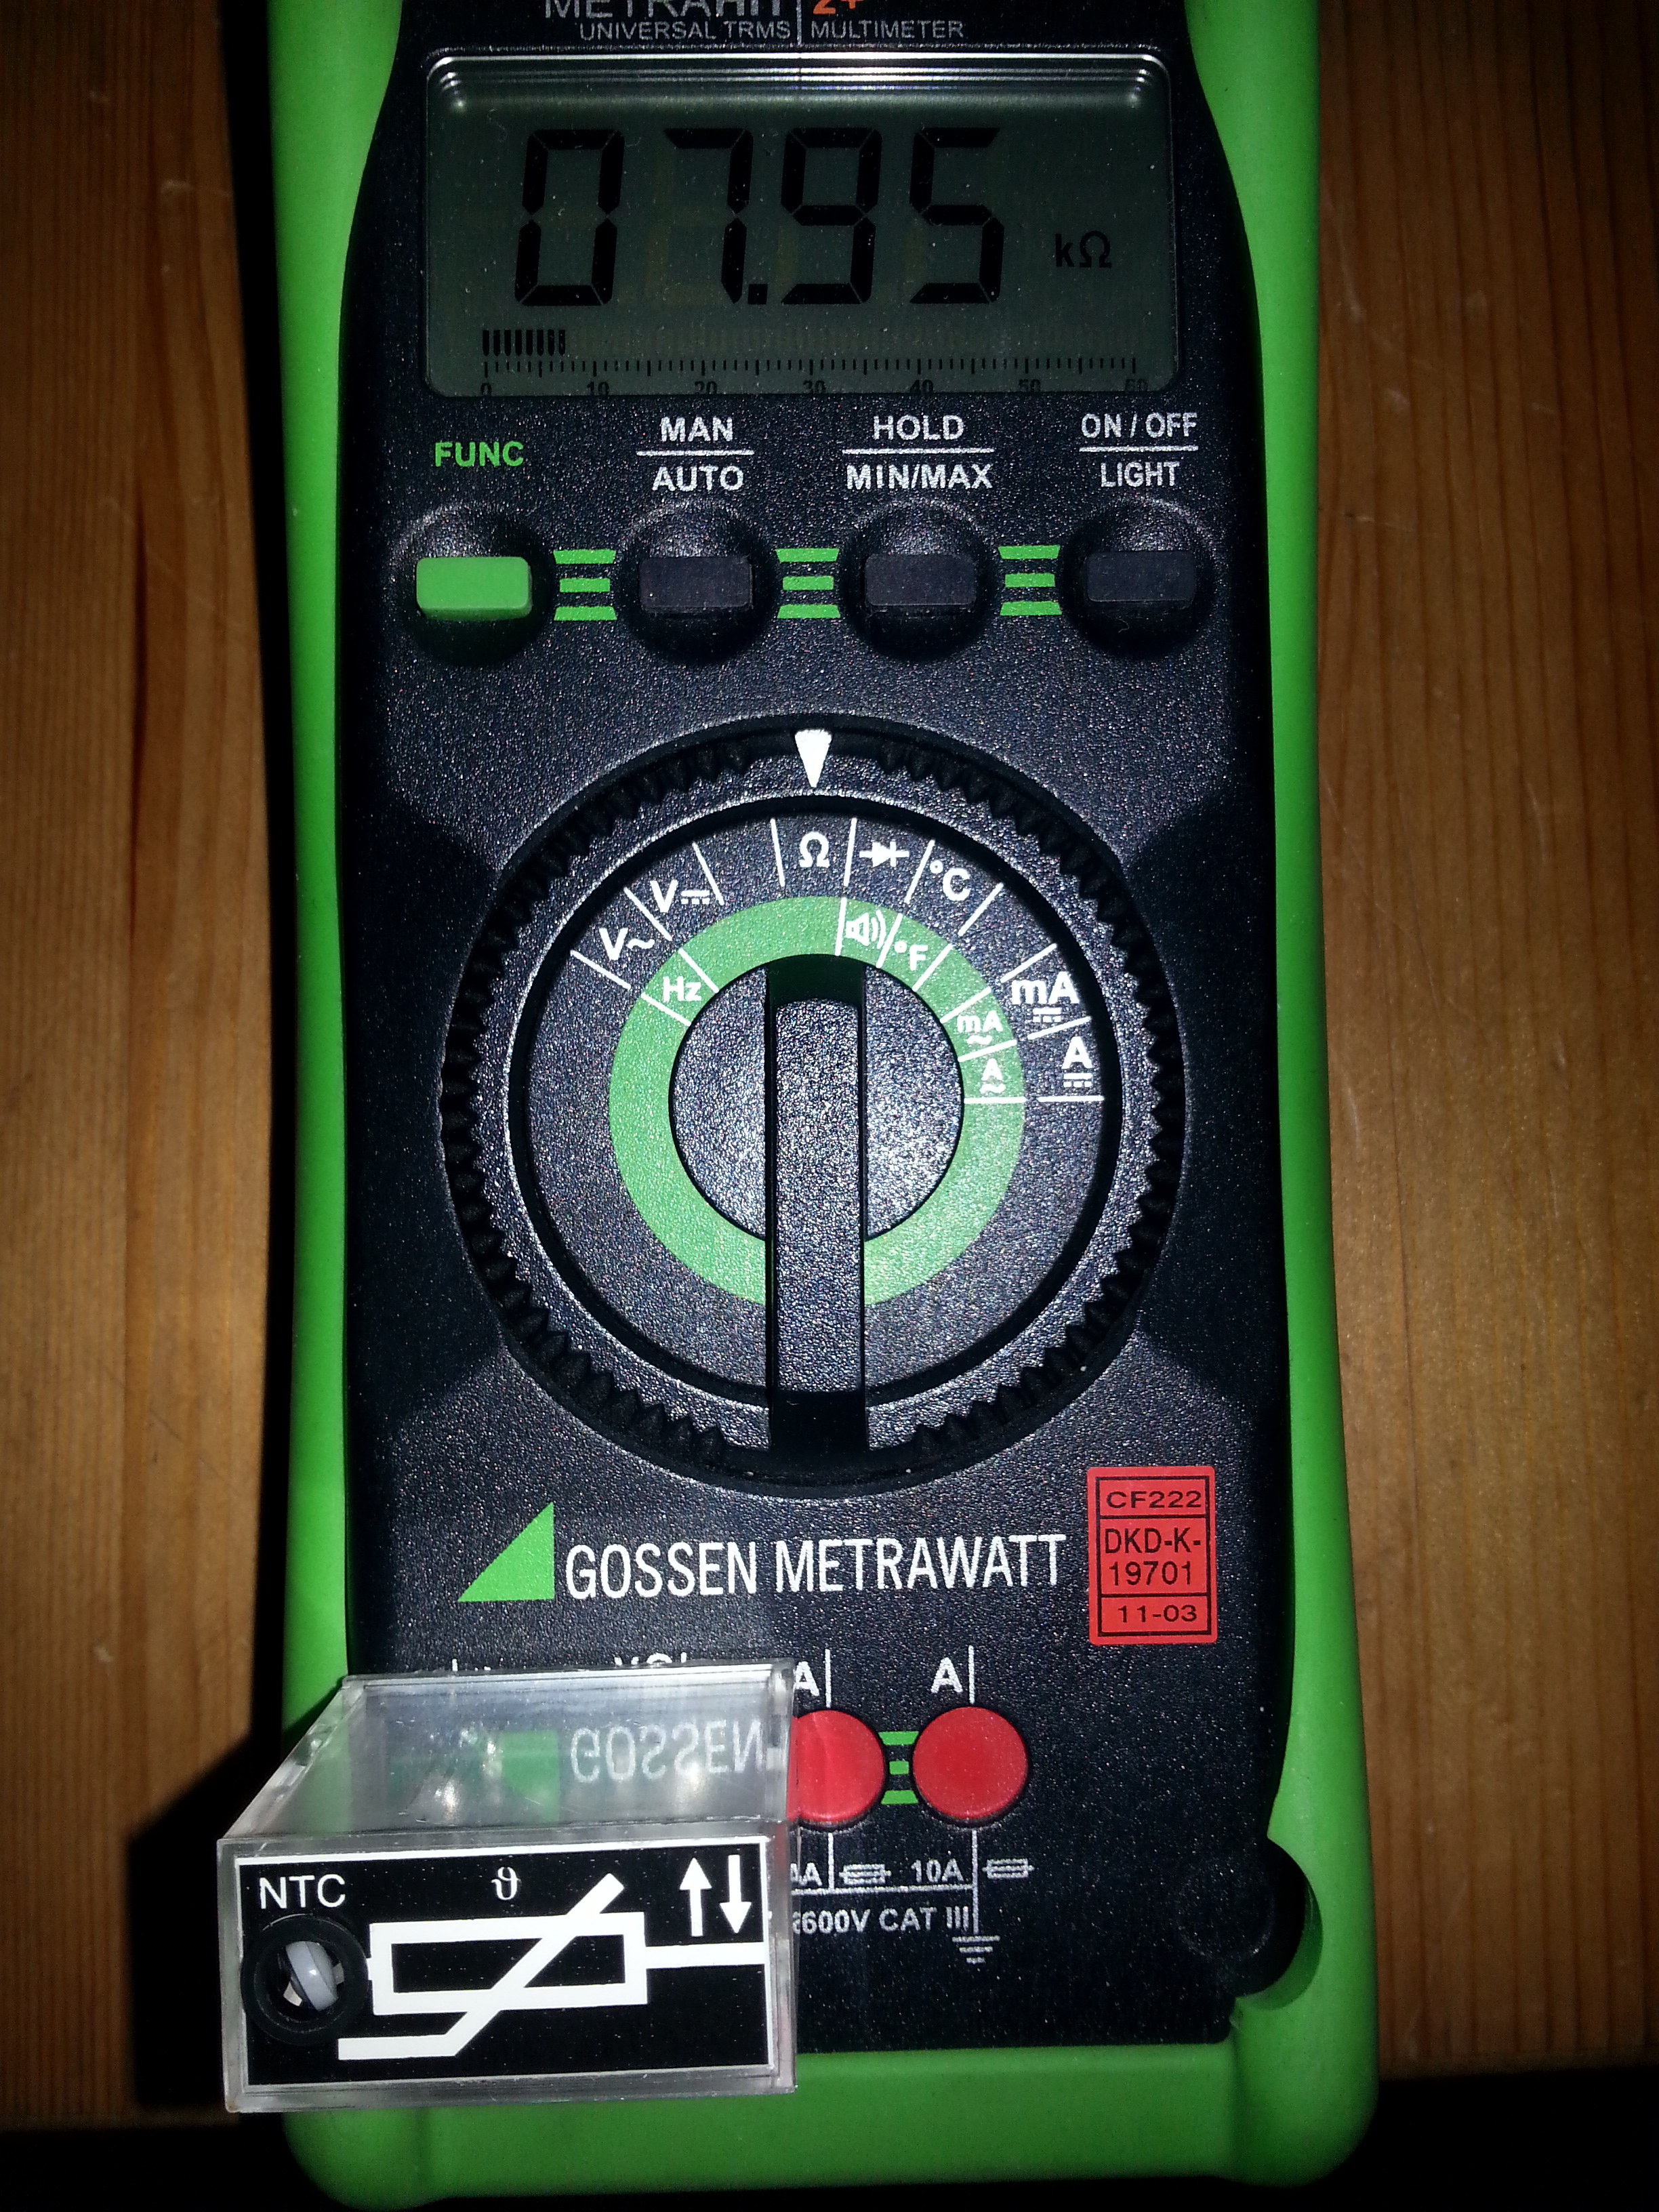 METRAHIT 2+
UNIVERSAL TRMS MULTIMETER
07.95 kΩ
0 10 20 30 40 50 60
FUNC
MAN
AUTO
HOLD
MIN/MAX
ON / OFF
LIGHT
V~
V
Ω
°C
mA
A
Hz
°F
mA
~
A
~
GOSSEN METRAWATT
CF222
DKD-K-
19701
11-03
A
A
GOSSEN
10A
600V CAT III
NTC
ϑ
↑↓